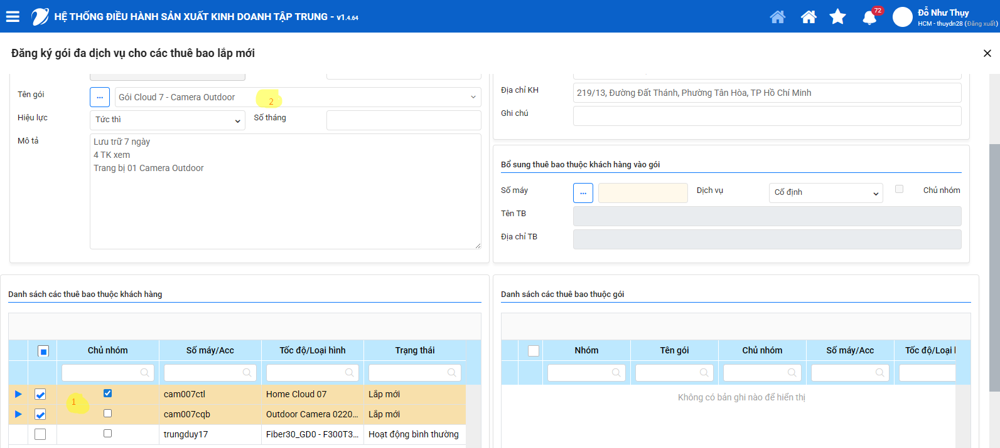 HỆ THỐNG ĐIỀU HÀNH SẢN XUẤT KINH DOANH TẬP TRUNG - v1.4.64
72
Đỗ Như Thụy
HCM - thuydn28 (Đăng xuất)
Đăng ký gói đa dịch vụ cho các thuê bao lắp mới
Tên gói
...
Gói Cloud 7 - Camera Outdoor
2
Hiệu lực
Tức thì
Số tháng
Mô tả
Lưu trữ 7 ngày
4 TK xem
Trang bị 01 Camera Outdoor
Địa chỉ KH
219/13, Đường Đất Thánh, Phường Tân Hòa, TP Hồ Chí Minh
Ghi chú
Bổ sung thuê bao thuộc khách hàng vào gói
Số máy
...
Dịch vụ
Cố định
Chủ nhóm
Tên TB
Địa chỉ TB
Danh sách các thuê bao thuộc khách hàng
Chủ nhóm Số máy/Acc Tốc độ/Loại hình Trạng thái
1
cam007ctl Home Cloud 07 Lắp mới
cam007cqb Outdoor Camera 0220... Lắp mới
trungduy17 Fiber30_GD0 - F300T3... Hoạt động bình thường
Danh sách các thuê bao thuộc gói
Nhóm Tên gói Chủ nhóm Số máy/Acc Tốc độ/Loại
Không có bản ghi nào để hiển thị